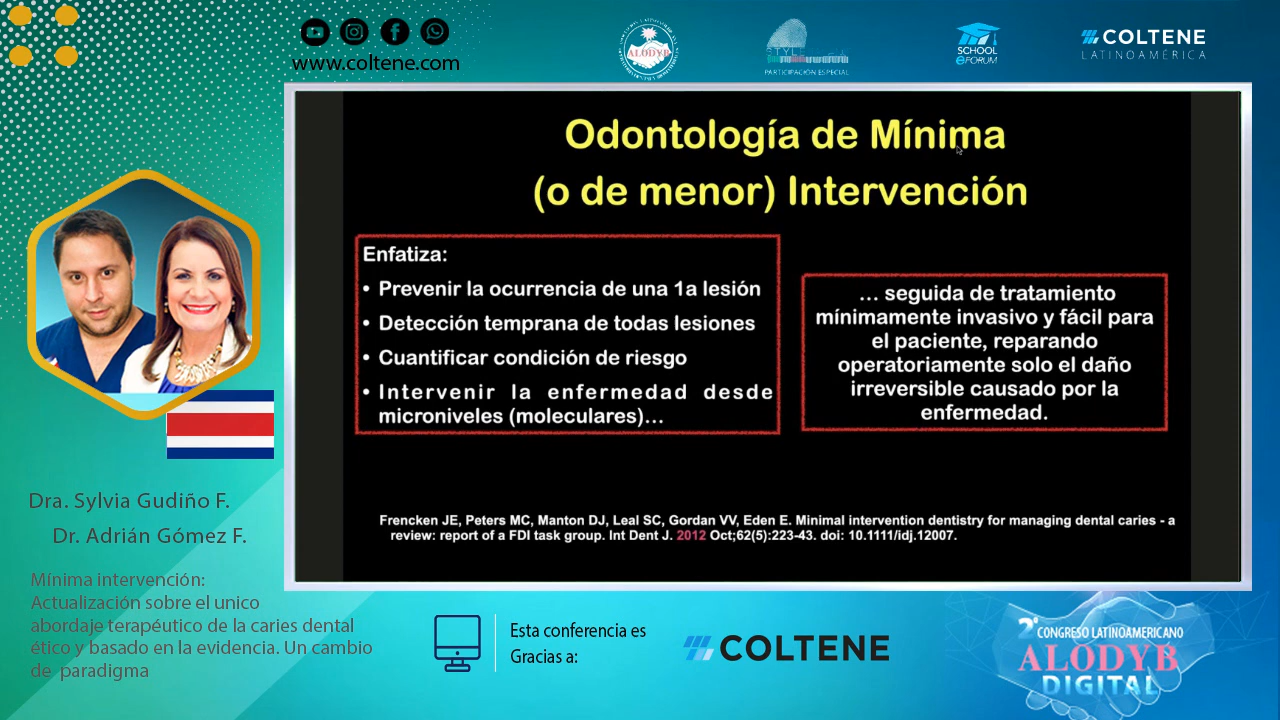 www.coltene.com
ALODYB
STYLE
PARTICIPACIÓN ESPECIAL
SCHOOL
eFORUM
COLTENE
LATINOAMÉRICA
Odontología de Mínima
(o de menor) Intervención
Enfatiza:
• Prevenir la ocurrencia de una 1a lesión
• Detección temprana de todas lesiones
• Cuantificar condición de riesgo
• Intervenir la enfermedad desde
microniveles (moleculares)...
... seguida de tratamiento
mínimamente invasivo y fácil para
el paciente, reparando
operatoriamente solo el daño
irreversible causado por la
enfermedad.
Frencken JE, Peters MC, Manton DJ, Leal SC, Gordan VV, Eden E. Minimal intervention dentistry for managing dental caries - a
review: report of a FDI task group. Int Dent J. 2012 Oct;62(5):223-43. doi: 10.1111/idj.12007.
Dra. Sylvia Gudiño F.
Dr. Adrián Gómez F.
Mínima intervención:
Actualización sobre el unico
abordaje terapéutico de la caries dental
ético y basado en la evidencia. Un cambio
de paradigma
Esta conferencia es
Gracias a:
COLTENE
2° CONGRESO LATINOAMERICANO
ALODYB
DIGITAL